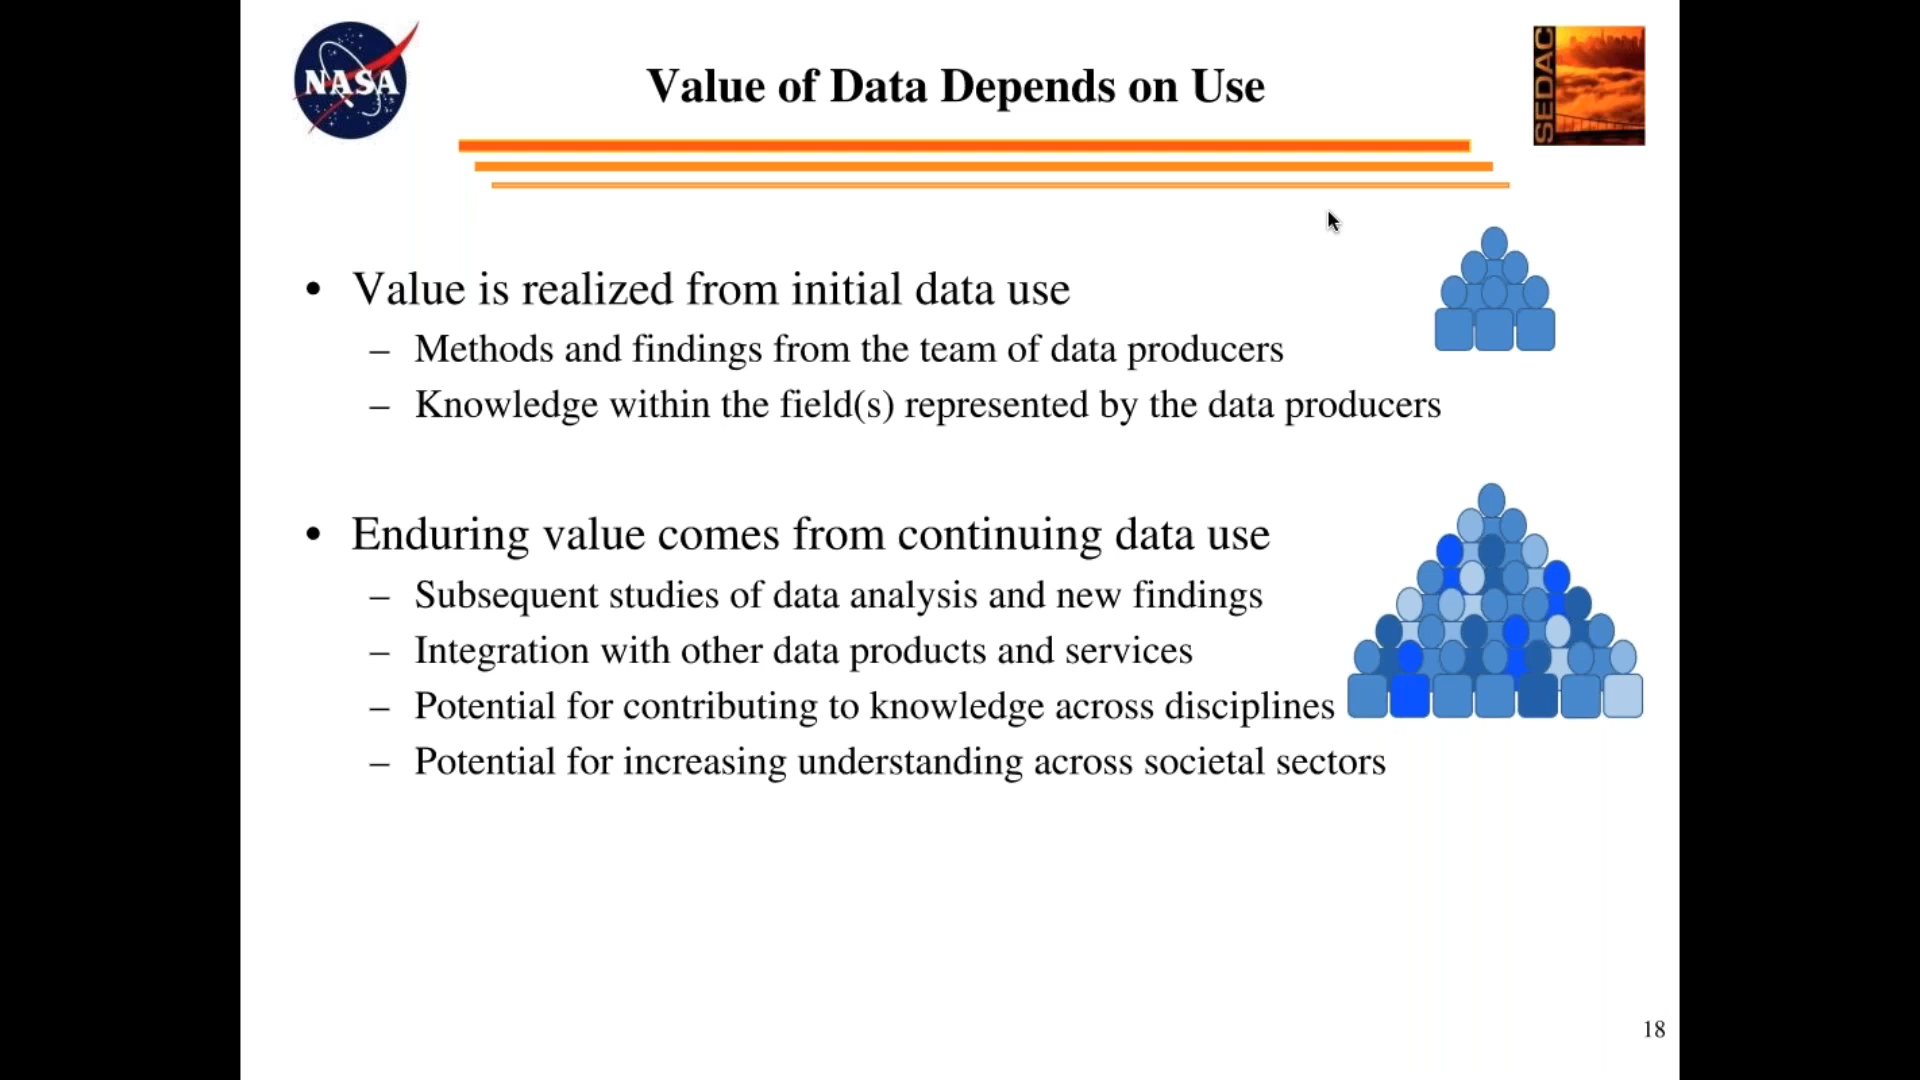 NASA
SEDAC
Value of Data Depends on Use
• Value is realized from initial data use
– Methods and findings from the team of data producers
– Knowledge within the field(s) represented by the data producers
• Enduring value comes from continuing data use
– Subsequent studies of data analysis and new findings
– Integration with other data products and services
– Potential for contributing to knowledge across disciplines
– Potential for increasing understanding across societal sectors
18